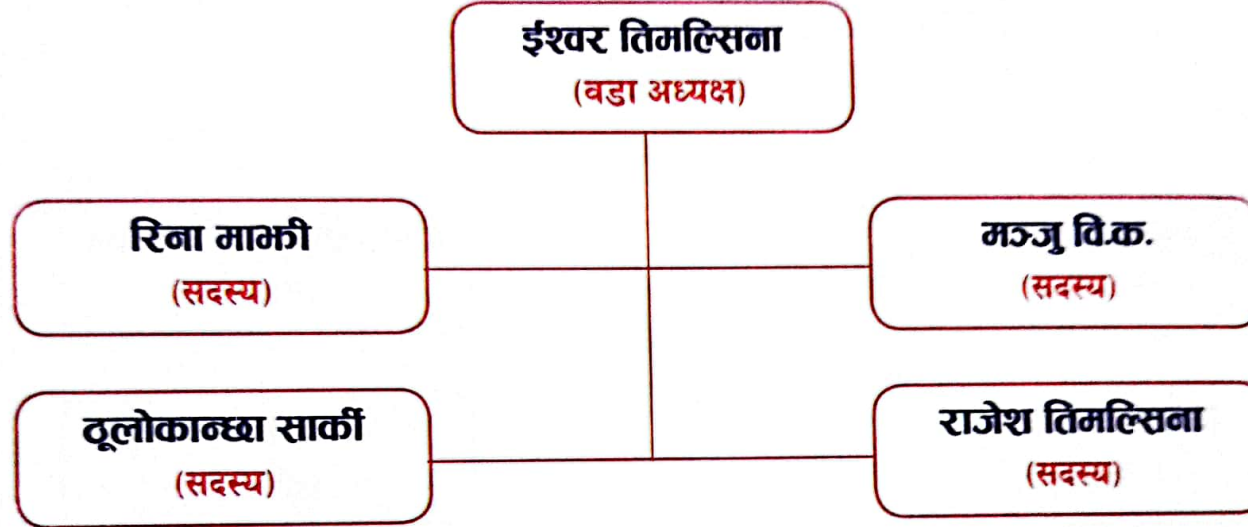 ईश्वर तिमल्सिना
(वडा अध्यक्ष)
रिना माझी
(सदस्य)
मञ्जु वि.क.
(सदस्य)
ठूलोकान्छा सार्की
(सदस्य)
राजेश तिमल्सिना
(सदस्य)